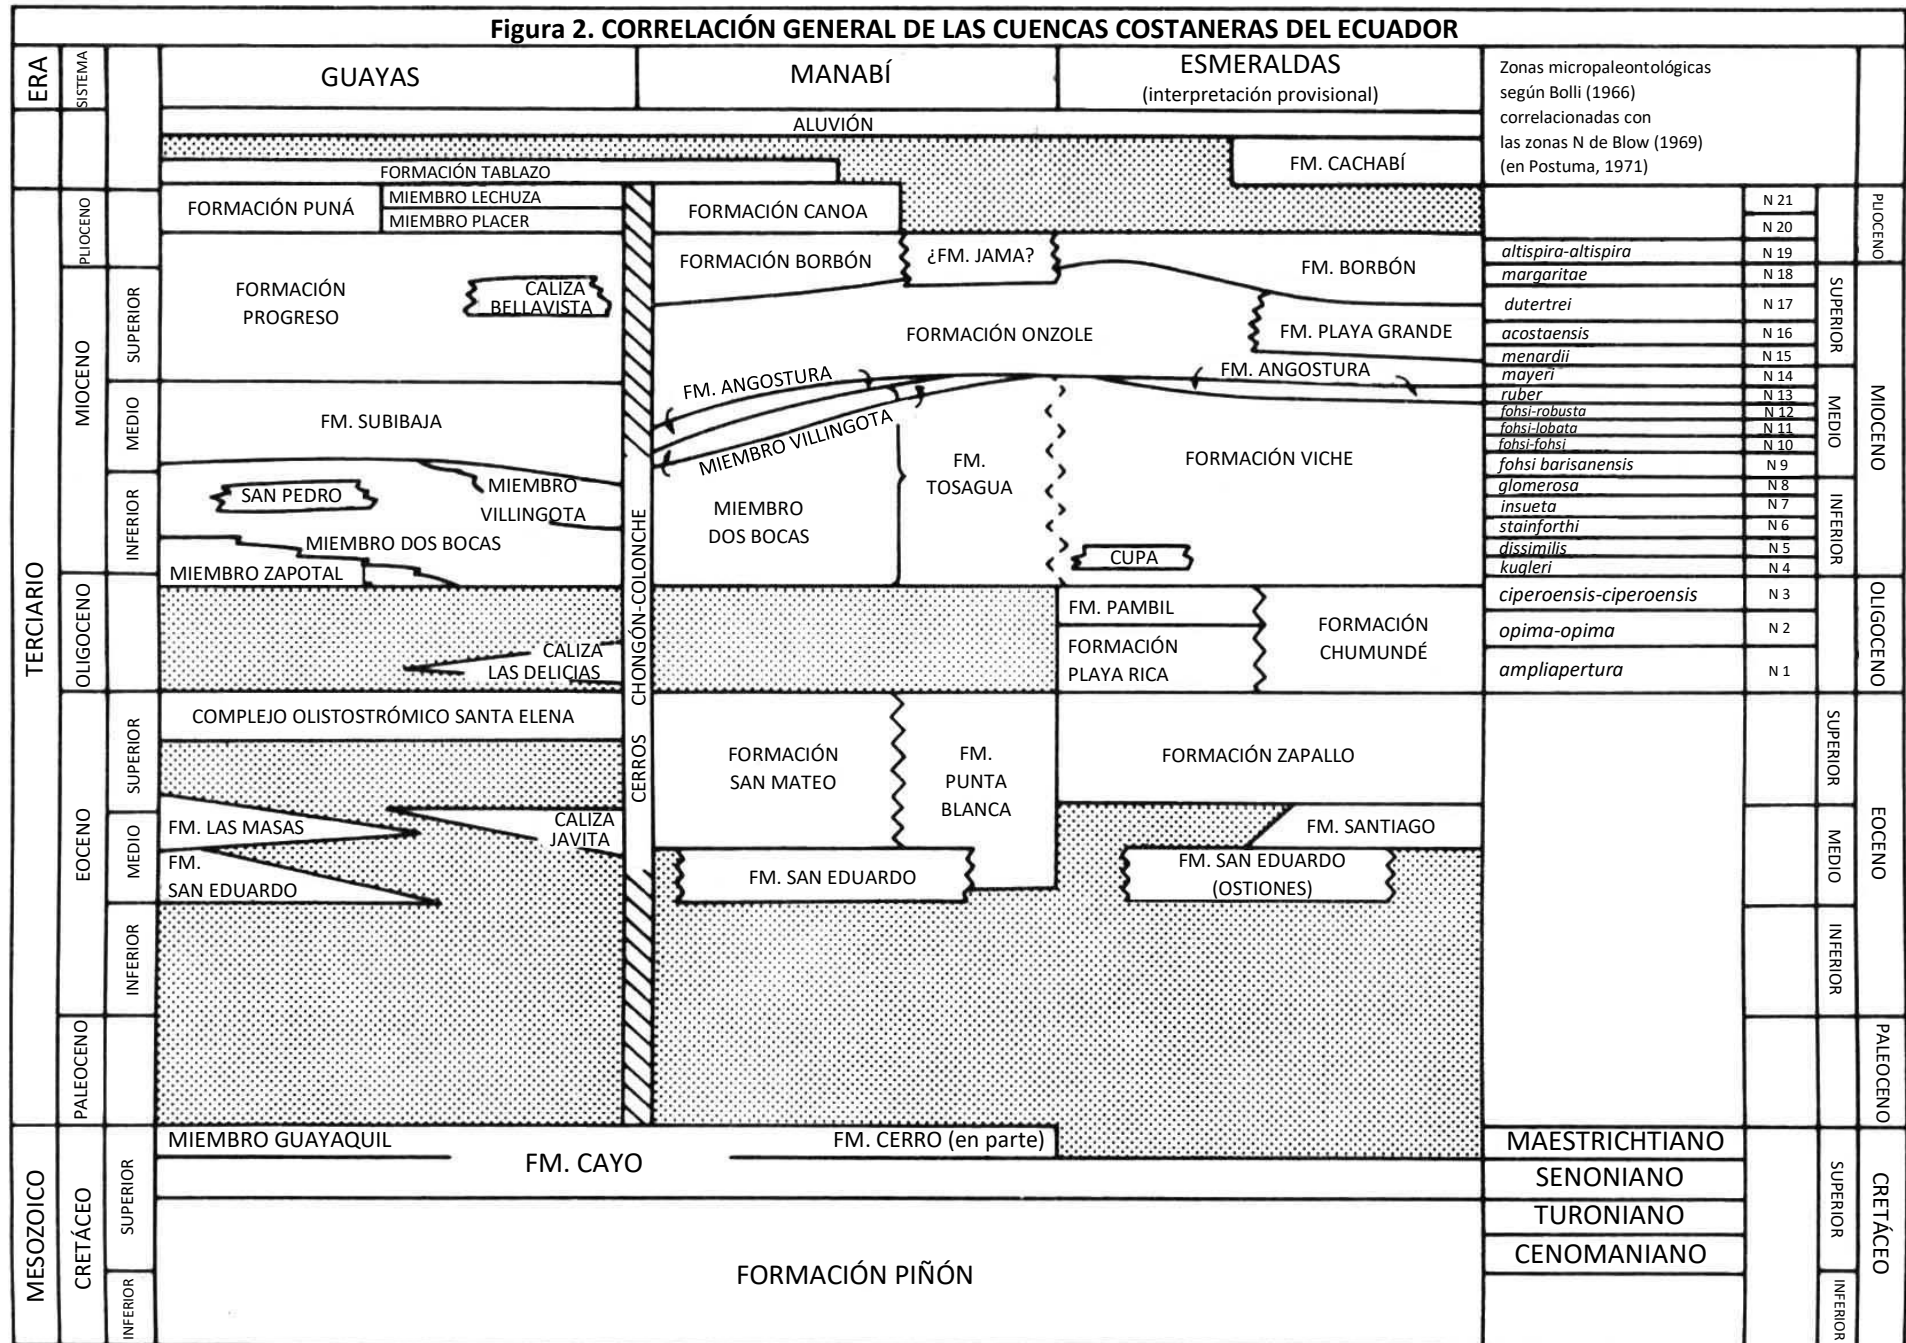 Figura 2. CORRELACIÓN GENERAL DE LAS CUENCAS COSTANERAS DEL ECUADOR
ERA
SISTEMA
GUAYAS
MANABÍ
ESMERALDAS
(interpretación provisional)
Zonas micropaleontológicas
según Bolli (1966)
correlacionadas con
las zonas N de Blow (1969)
(en Postuma, 1971)
ALUVIÓN
FORMACIÓN TABLAZO
FM. CACHABÍ
TERCIARIO
PLIOCENO
FORMACIÓN PUNÁ
MIEMBRO LECHUZA
MIEMBRO PLACER
FORMACIÓN CANOA
N 21
N 20
PLIOCENO
FORMACIÓN BORBÓN
¿FM. JAMA?
FM. BORBÓN
altispira-altispira
N 19
margaritae
N 18
MIOCENO
SUPERIOR
FORMACIÓN
PROGRESO
CALIZA
BELLAVISTA
FORMACIÓN ONZOLE
FM. PLAYA GRANDE
dutertrei
N 17
acostaensis
N 16
menardii
N 15
SUPERIOR
MIOCENO
MEDIO
FM. SUBIBAJA
FM. ANGOSTURA
FM. ANGOSTURA
MIEMBRO VILLINGOTA
mayeri
N 14
ruber
N 13
fohsi-robusta
N 12
fohsi-lobata
N 11
fohsi-fohsi
N 10
fohsi barisanensis
N 9
MEDIO
FM.
TOSAGUA
FORMACIÓN VICHE
INFERIOR
SAN PEDRO
MIEMBRO
VILLINGOTA
MIEMBRO DOS BOCAS
MIEMBRO ZAPOTAL
MIEMBRO
DOS BOCAS
CUPA
glomerosa
N 8
insueta
N 7
stainforthi
N 6
dissimilis
N 5
kugleri
N 4
INFERIOR
CERROS CHONGÓN-COLONCHE
OLIGOCENO
CALIZA
LAS DELICIAS
FM. PAMBIL
FORMACIÓN
PLAYA RICA
FORMACIÓN
CHUMUNDÉ
ciperoensis-ciperoensis
N 3
opima-opima
N 2
ampliapertura
N 1
OLIGOCENO
EOCENO
SUPERIOR
COMPLEJO OLISTOSTRÓMICO SANTA ELENA
FORMACIÓN
SAN MATEO
FM.
PUNTA
BLANCA
FORMACIÓN ZAPALLO
SUPERIOR
EOCENO
MEDIO
FM. LAS MASAS
CALIZA
JAVITA
FM.
SAN EDUARDO
FM. SAN EDUARDO
FM. SANTIAGO
FM. SAN EDUARDO
(OSTIONES)
MEDIO
INFERIOR
INFERIOR
PALEOCENO
PALEOCENO
MESOZOICO
CRETÁCEO
SUPERIOR
INFERIOR
MIEMBRO GUAYAQUIL
FM. CERRO (en parte)
FM. CAYO
FORMACIÓN PIÑÓN
MAESTRICHTIANO
SENONIANO
TURONIANO
CENOMANIANO
SUPERIOR
INFERIOR
CRETÁCEO